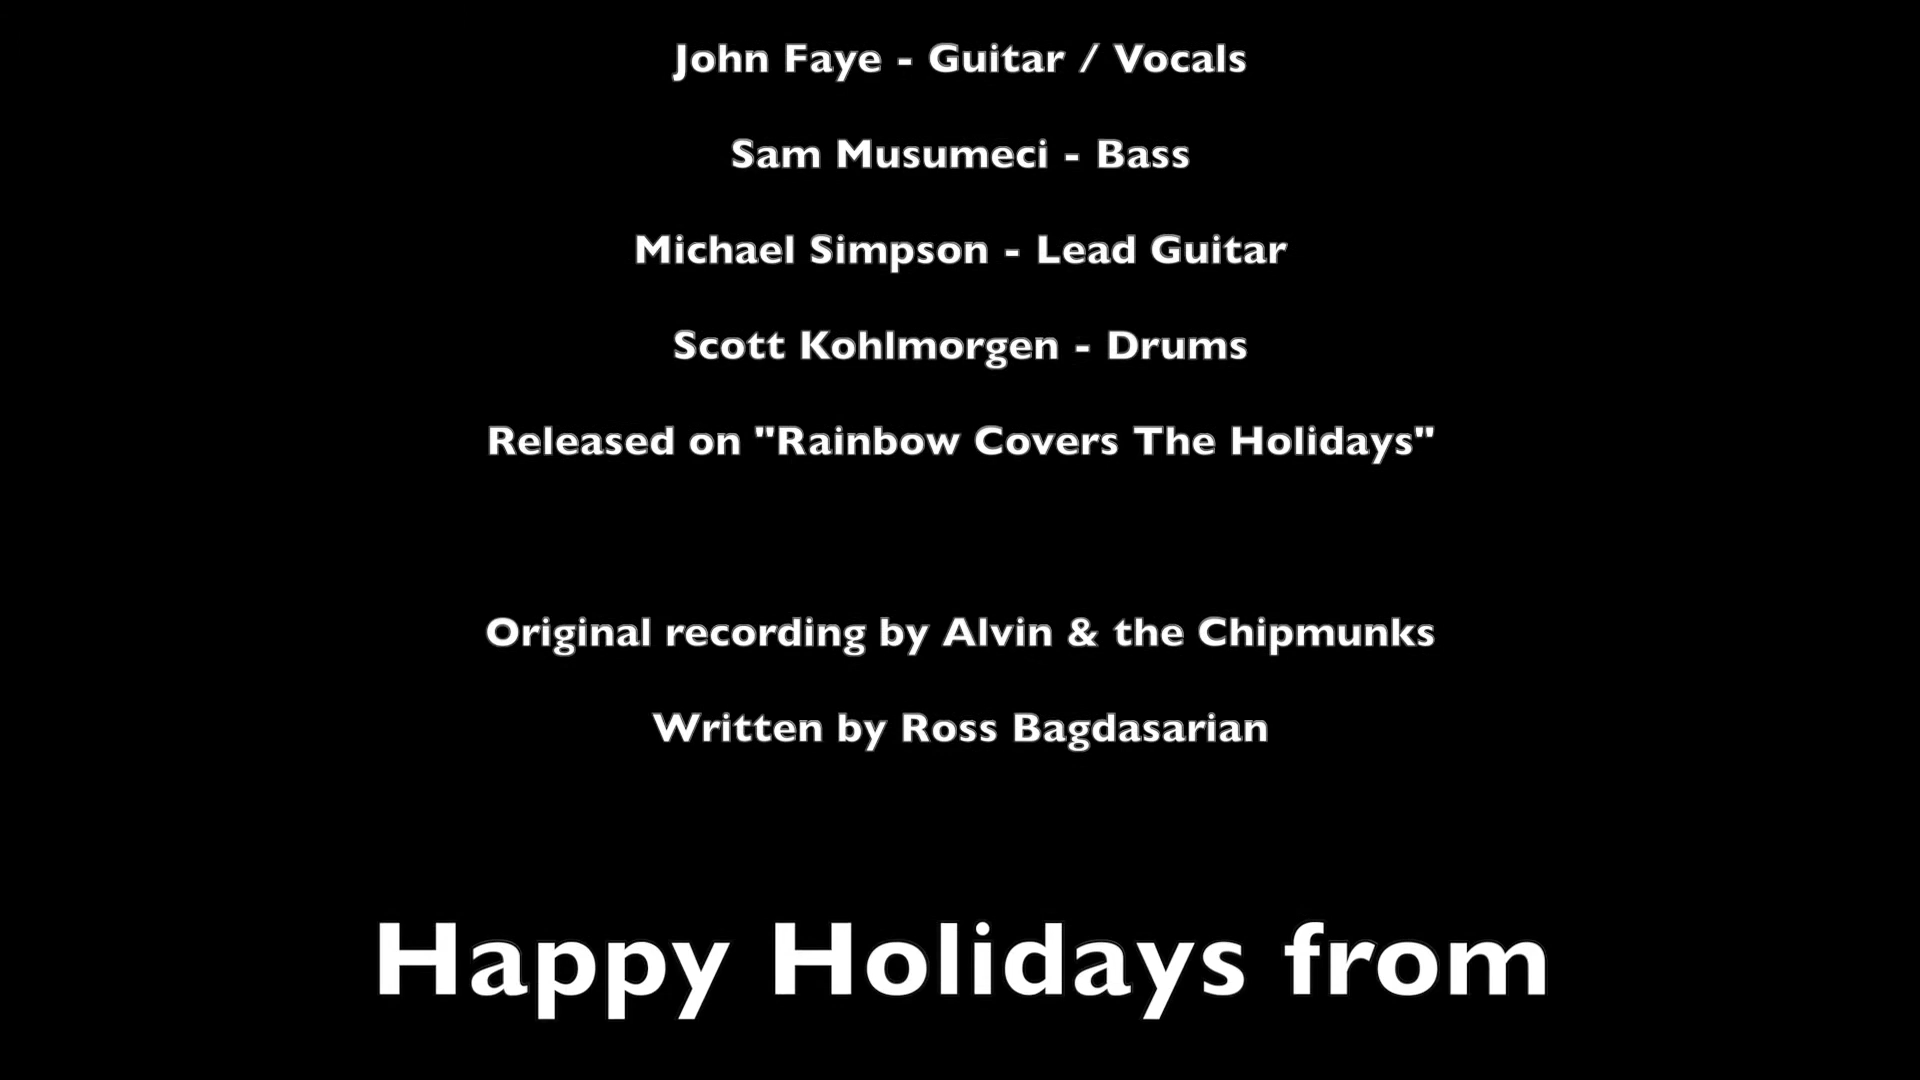 John Faye - Guitar / Vocals
Sam Musumeci - Bass
Michael Simpson - Lead Guitar
Scott Kohlmorgen - Drums
Released on "Rainbow Covers The Holidays"
Original recording by Alvin & the Chipmunks
Written by Ross Bagdasarian
Happy Holidays from